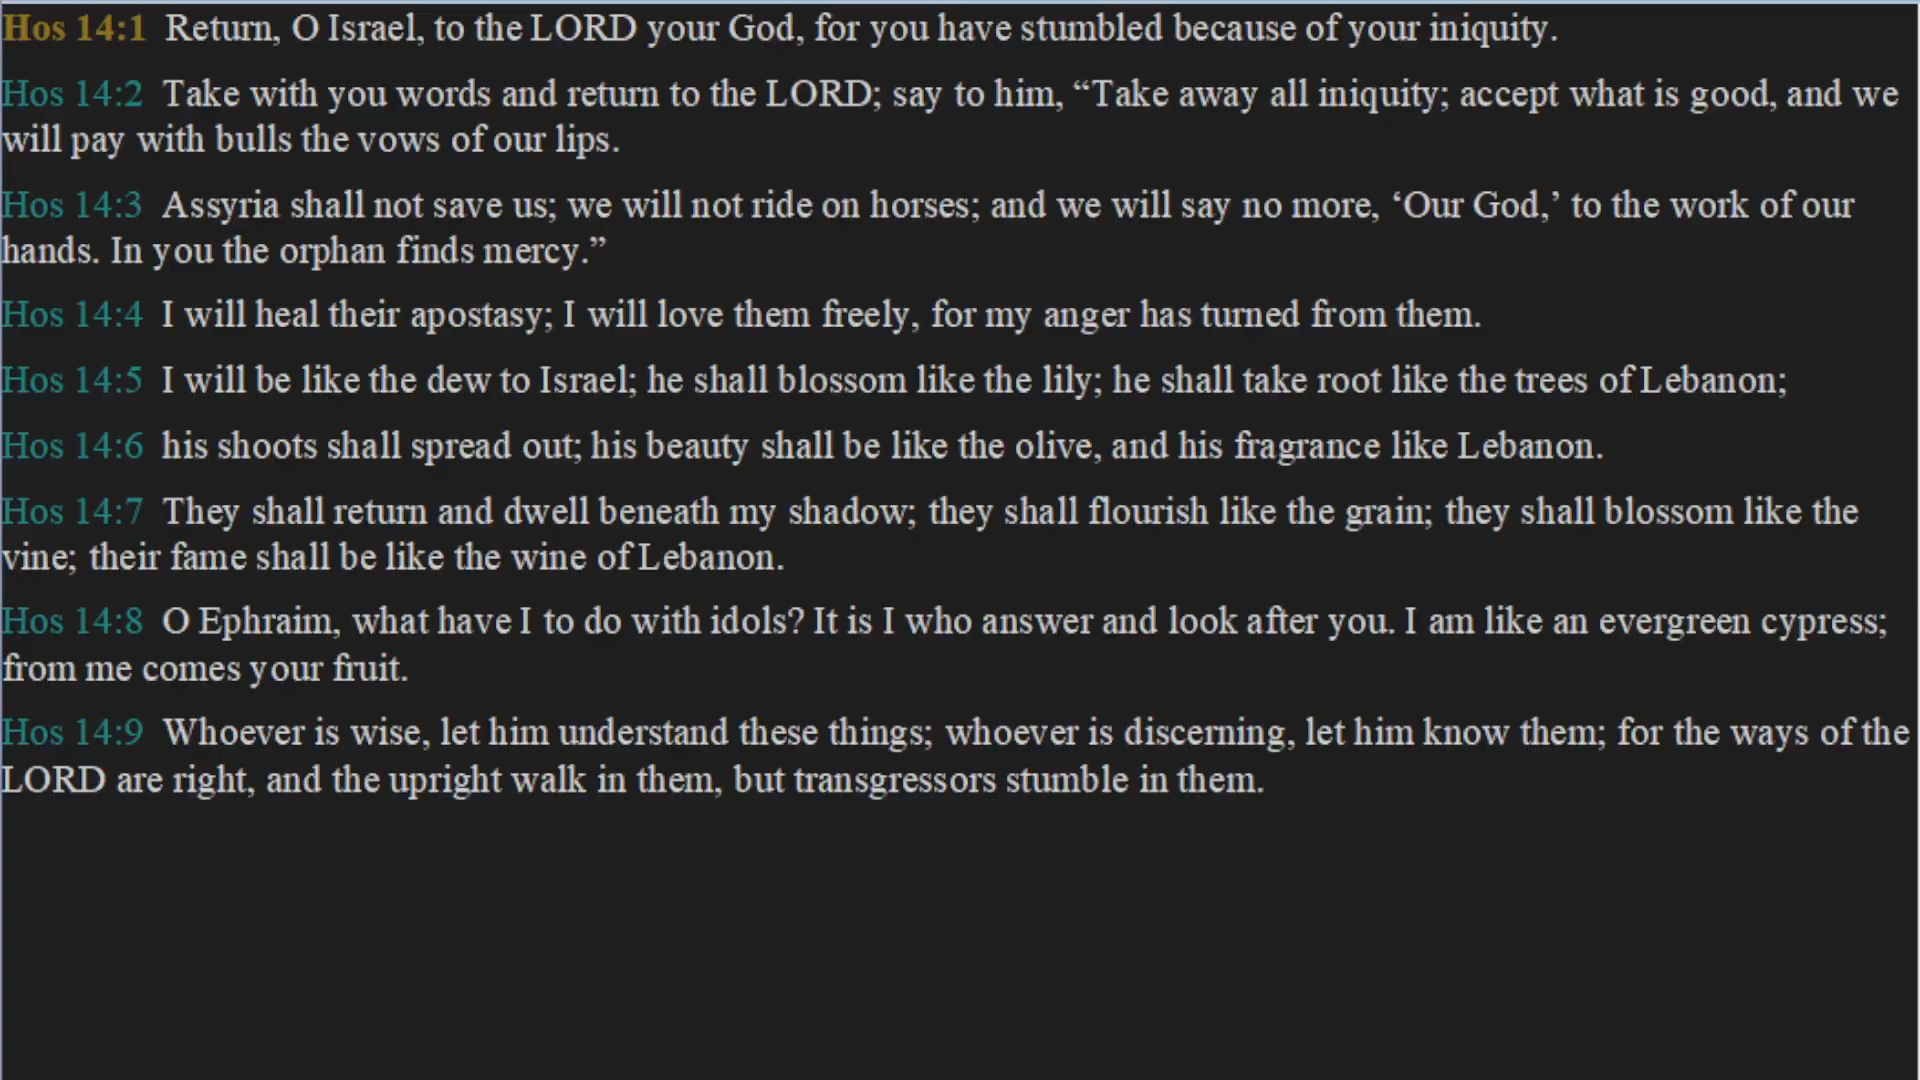 Hos 14:1 Return, O Israel, to the LORD your God, for you have stumbled because of your iniquity.
Hos 14:2 Take with you words and return to the LORD; say to him, “Take away all iniquity; accept what is good, and we
will pay with bulls the vows of our lips.
Hos 14:3 Assyria shall not save us; we will not ride on horses; and we will say no more, ‘Our God,’ to the work of our
hands. In you the orphan finds mercy.”
Hos 14:4 I will heal their apostasy; I will love them freely, for my anger has turned from them.
Hos 14:5 I will be like the dew to Israel; he shall blossom like the lily; he shall take root like the trees of Lebanon;
Hos 14:6 his shoots shall spread out; his beauty shall be like the olive, and his fragrance like Lebanon.
Hos 14:7 They shall return and dwell beneath my shadow; they shall flourish like the grain; they shall blossom like the
vine; their fame shall be like the wine of Lebanon.
Hos 14:8 O Ephraim, what have I to do with idols? It is I who answer and look after you. I am like an evergreen cypress;
from me comes your fruit.
Hos 14:9 Whoever is wise, let him understand these things; whoever is discerning, let him know them; for the ways of the
LORD are right, and the upright walk in them, but transgressors stumble in them.